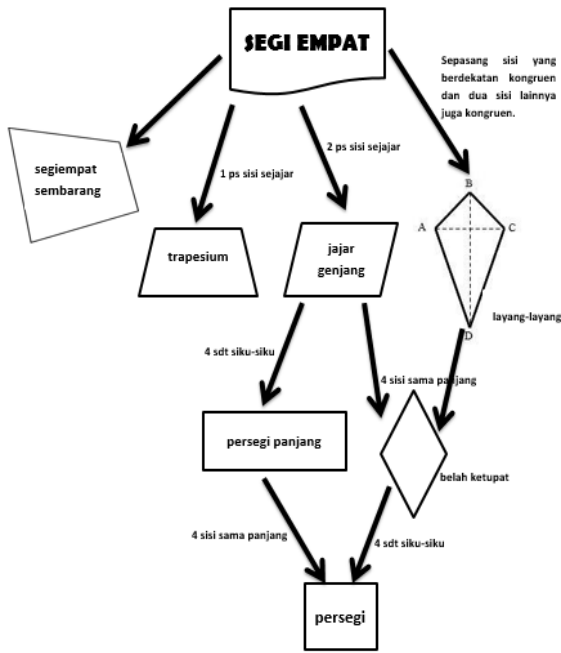 SEGI EMPAT
Sepasang sisi yang
berdekatan kongruen
dan dua sisi lainnya
juga kongruen.
segiempat
sembarang
1 ps sisi sejajar
2 ps sisi sejajar
B
A
C
D
trapesium
jajar
genjang
layang-layang
4 sdt siku-siku
4 sisi sama panjang
persegi panjang
belah ketupat
4 sisi sama panjang
4 sdt siku-siku
persegi